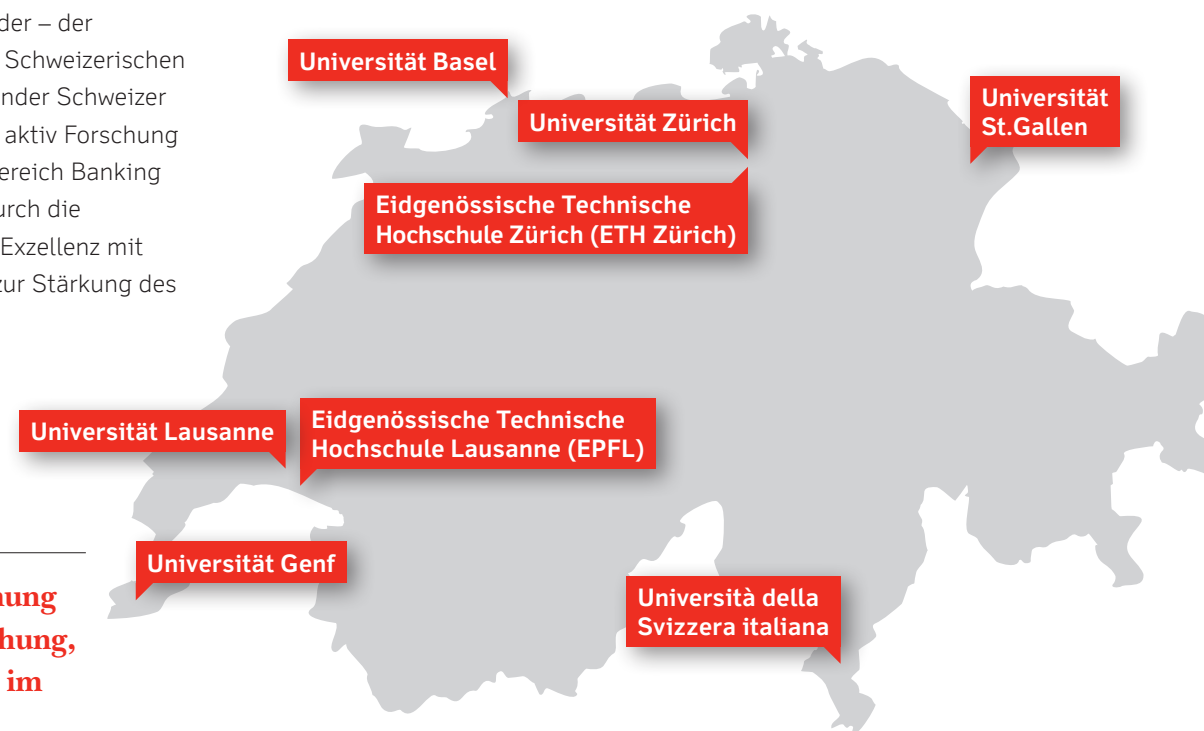 der – der
Schweizerischen
nder Schweizer
aktiv Forschung
ereich Banking
urch die
Exzellenz mit
zur Stärkung des
Universität Basel
Universität Zürich
Universität
St.Gallen
Eidgenössische Technische
Hochschule Zürich (ETH Zürich)
Universität Lausanne
Eidgenössische Technische
Hochschule Lausanne (EPFL)
Universität Genf
Università della
Svizzera italiana
nung
hung,
im